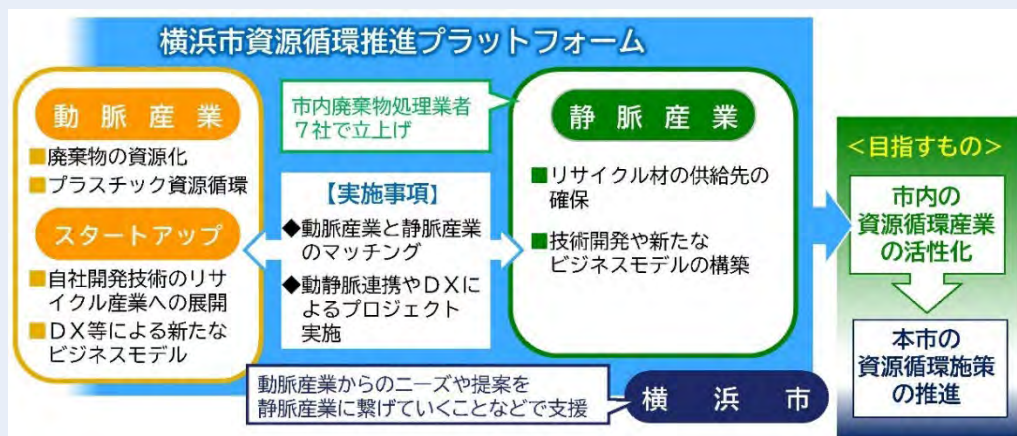 横浜市資源循環推進プラットフォーム
動脈産業
■廃棄物の資源化
■プラスチック資源循環
スタートアップ
■自社開発技術のリサ
イクル産業への展開
■ＤＸ等による新たな
ビジネスモデル
市内廃棄物処理業者
７社で立上げ
【実施事項】
◆動脈産業と静脈産業
のマッチング
◆動静脈連携やＤＸに
よるプロジェクト
実施
静脈産業
■リサイクル材の供給先の
確保
■技術開発や新たな
ビジネスモデルの構築
動脈産業からのニーズや提案を
静脈産業に繋げていくことなどで支援
横浜市
＜目指すもの＞
市内の
資源循環産業
の活性化
本市の
資源循環施策
の推進